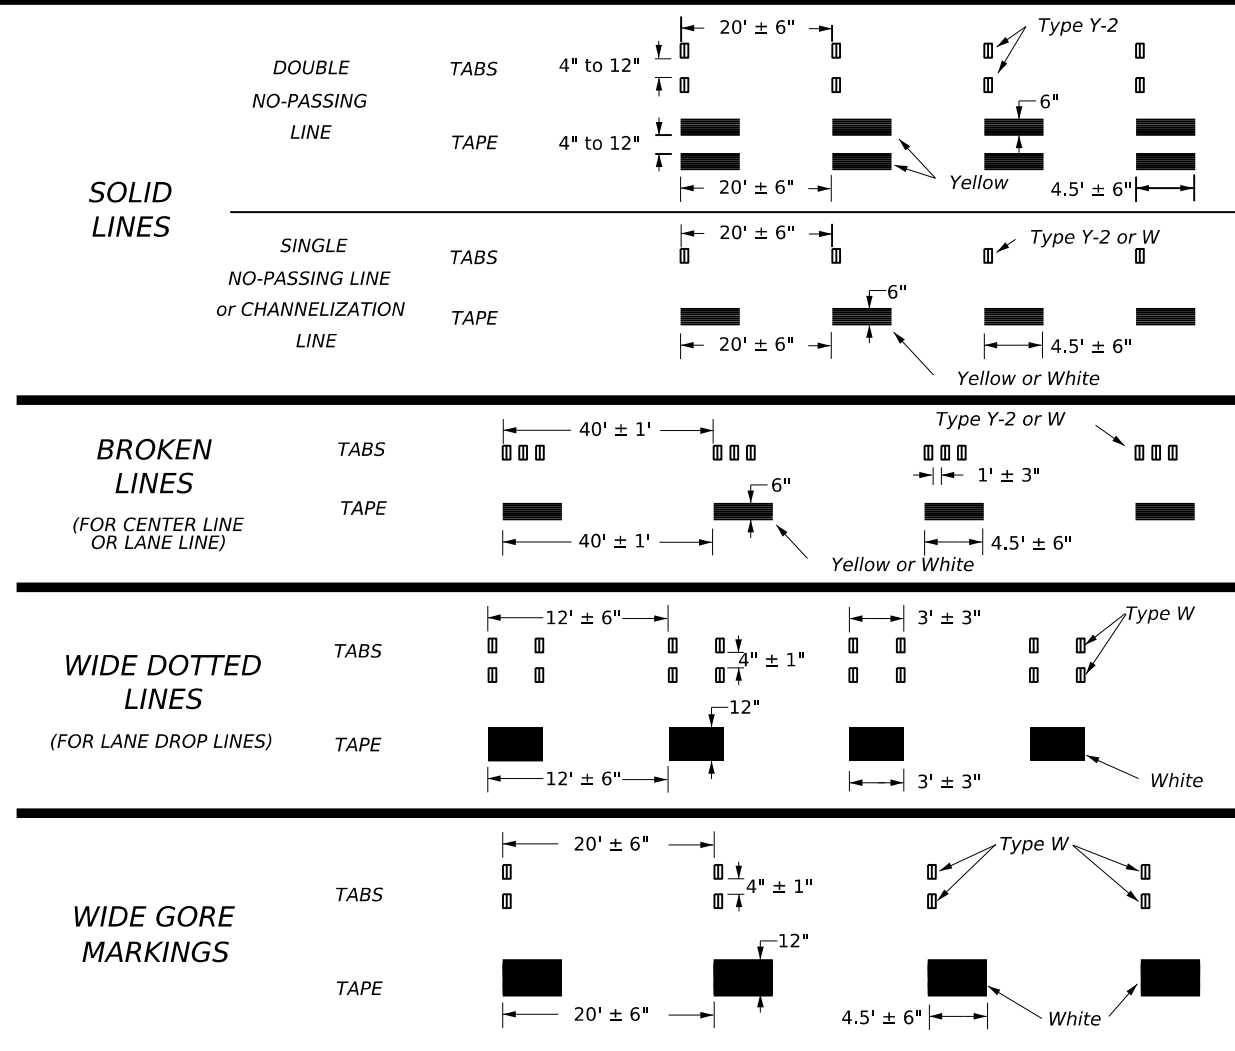 SOLID
LINES
DOUBLE
NO-PASSING
LINE
TABS
20' ± 6"
Type Y-2
4" to 12"
TAPE
4" to 12"
6"
Yellow
20' ± 6"
4.5' ± 6"
SINGLE
NO-PASSING LINE
or CHANNELIZATION
LINE
TABS
20' ± 6"
Type Y-2 or W
TAPE
6"
20' ± 6"
4.5' ± 6"
Yellow or White
BROKEN
LINES
(FOR CENTER LINE
OR LANE LINE)
TABS
40' ± 1'
Type Y-2 or W
1' ± 3"
TAPE
6"
40' ± 1'
4.5' ± 6"
Yellow or White
WIDE DOTTED
LINES
(FOR LANE DROP LINES)
TABS
12' ± 6"
3' ± 3"
Type W
4" ± 1"
TAPE
12"
12' ± 6"
3' ± 3"
White
WIDE GORE
MARKINGS
TABS
20' ± 6"
Type W
4" ± 1"
TAPE
12"
20' ± 6"
4.5' ± 6"
White